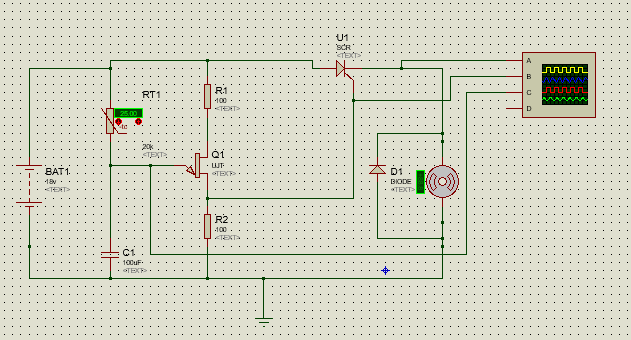 U1
SCR
<TEXT>
A
B
C
D
RT1
25.00
-tc
20k
<TEXT>
R1
100
<TEXT>
Q1
UJT
<TEXT>
BAT1
18v
<TEXT>
D1
DIODE
<TEXT>
R2
100
<TEXT>
C1
100uF
<TEXT>